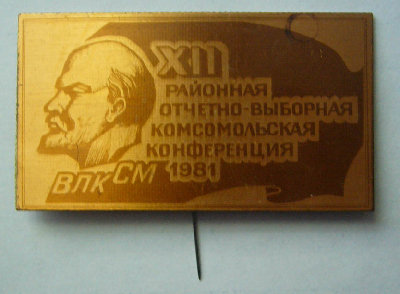 XII
РАЙОННАЯ
ОТЧЕТНО-ВЫБОРНАЯ
КОМСОМОЛЬСКАЯ
КОНФЕРЕНЦИЯ
1981
ВЛКСМ